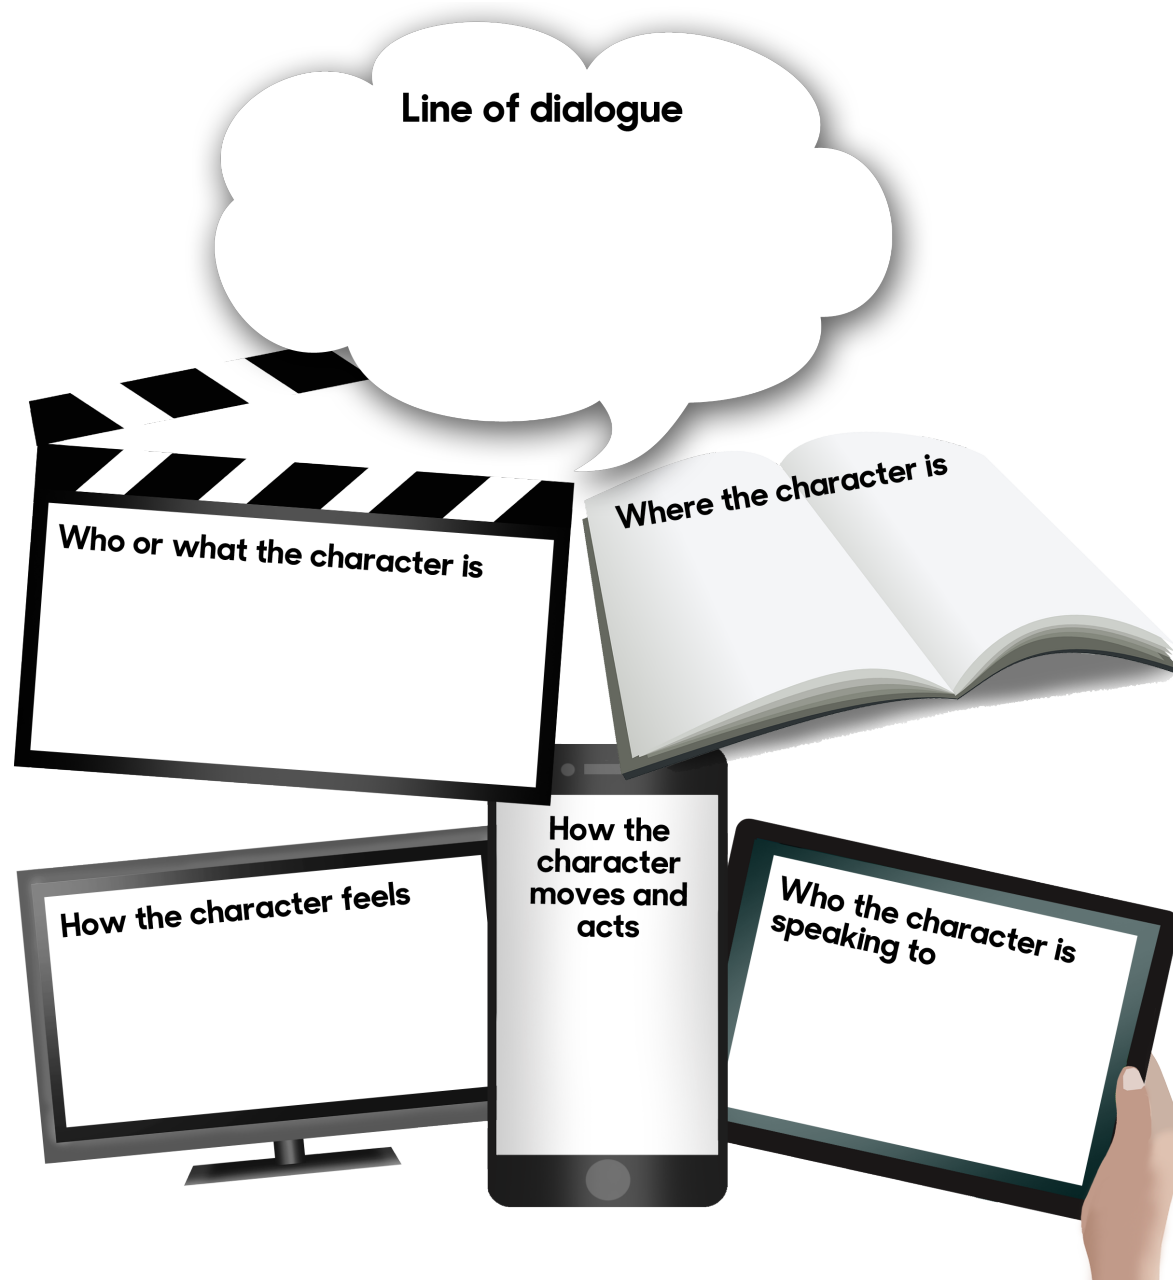 Line of dialogue
Who or what the character is
Where the character is
How the character feels
How the
character
moves and
acts
Who the character is
speaking to